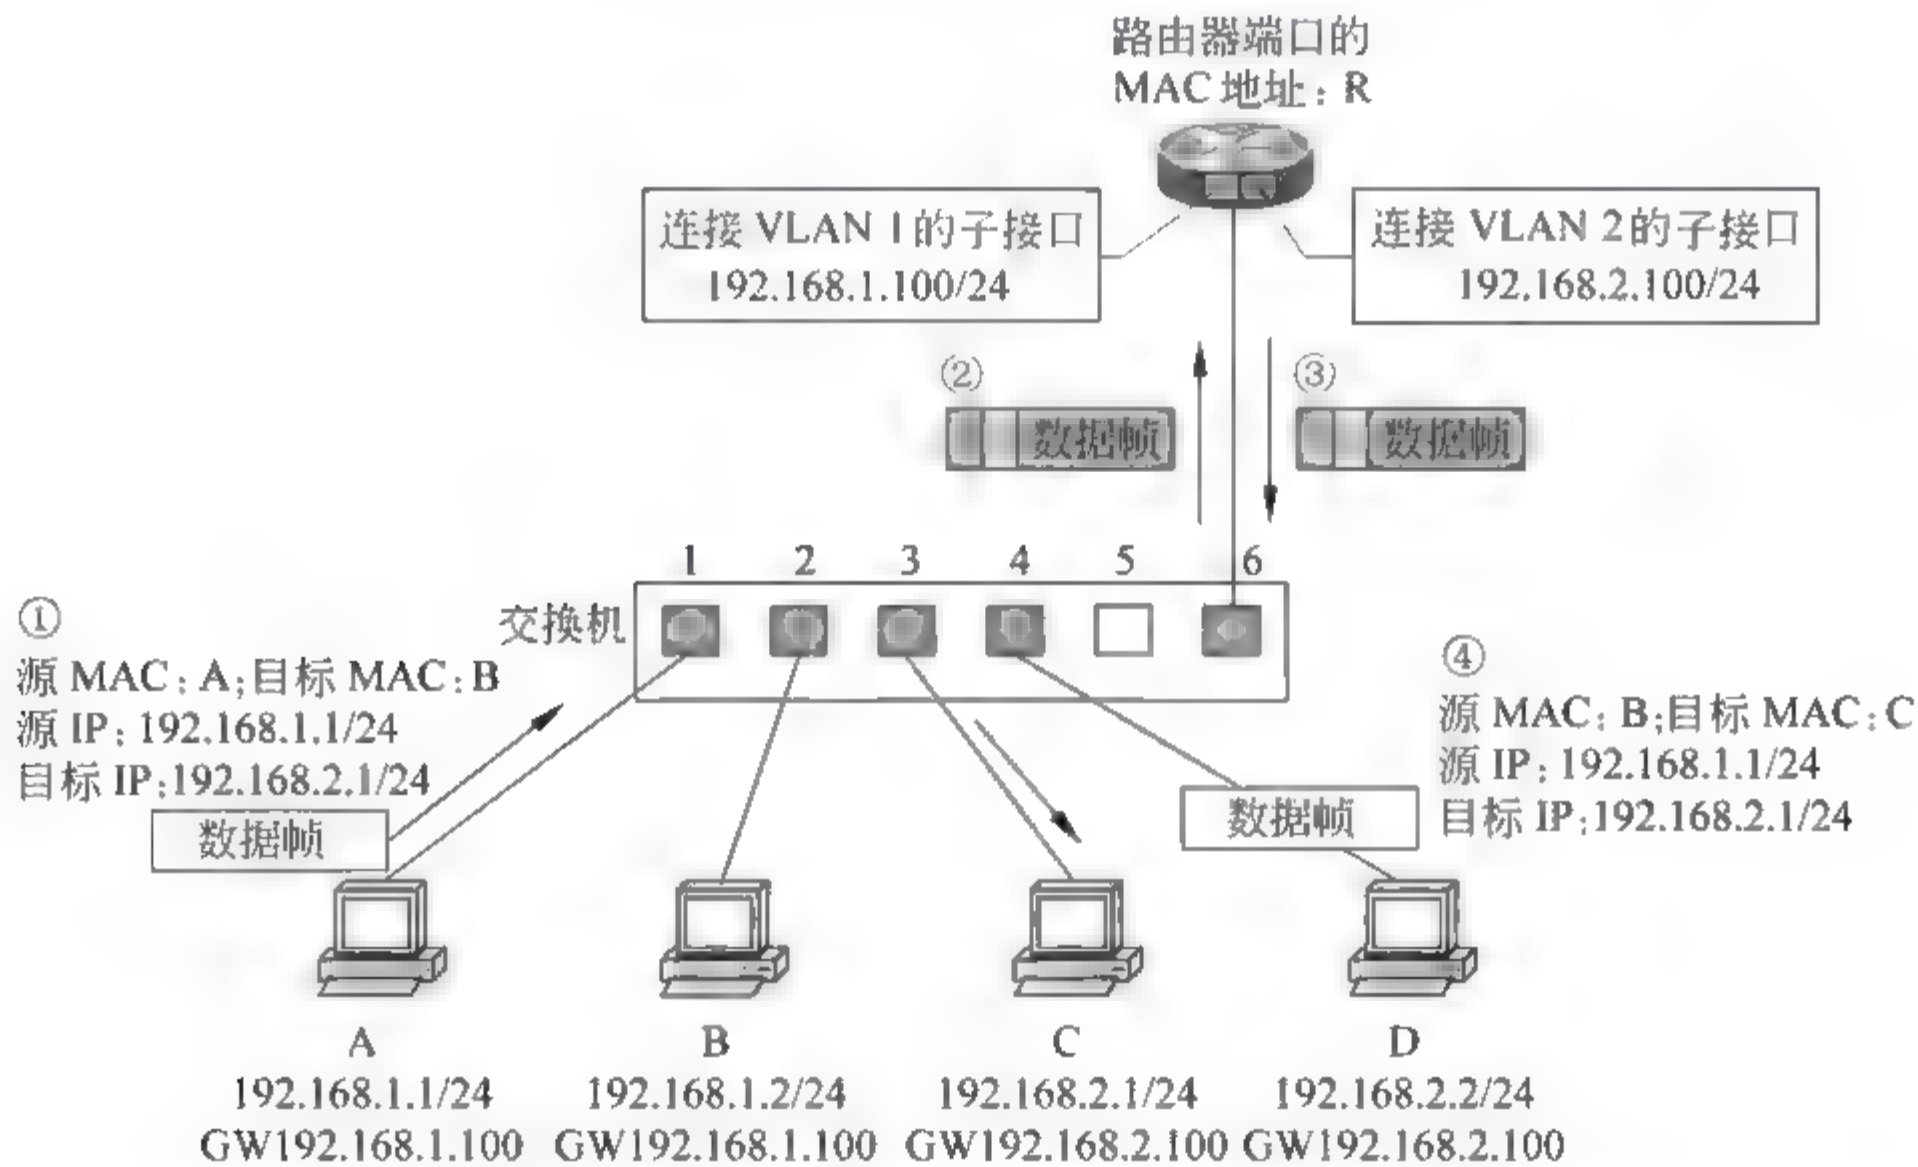 路由器端口的
MAC 地址：R
连接 VLAN 1的子接口
192.168.1.100/24
连接 VLAN 2的子接口
192.168.2.100/24
②
数据帧
③
数据帧
1 2 3 4 5 6
交换机
①
源 MAC：A；目标 MAC：B
源 IP：192.168.1.1/24
目标 IP：192.168.2.1/24
数据帧
④
源 MAC：B；目标 MAC：C
源 IP：192.168.1.1/24
目标 IP：192.168.2.1/24
数据帧
A
192.168.1.1/24
GW192.168.1.100
B
192.168.1.2/24
GW192.168.1.100
C
192.168.2.1/24
GW192.168.2.100
D
192.168.2.2/24
GW192.168.2.100